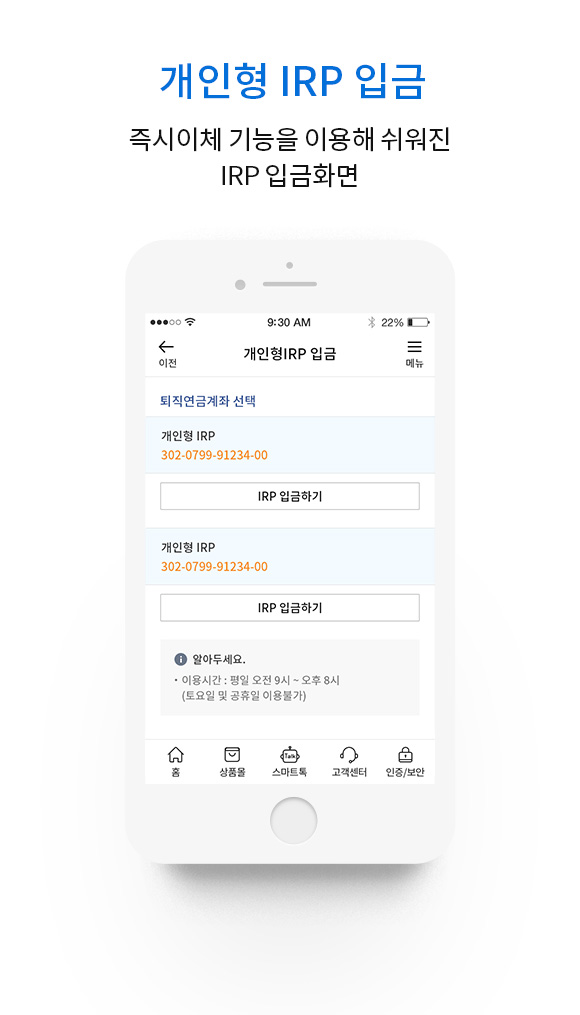 개인형 IRP 입금
즉시이체 기능을 이용해 쉬워진
IRP 입금화면
9:30 AM
22%
이전
개인형IRP 입금
메뉴
퇴직연금계좌 선택
개인형 IRP
302-0799-91234-00
IRP 입금하기
개인형 IRP
302-0799-91234-00
IRP 입금하기
알아두세요.
• 이용시간 : 평일 오전 9시 ~ 오후 8시
(토요일 및 공휴일 이용불가)
Talk
홈 상품몰 스마트톡 고객센터 인증/보안